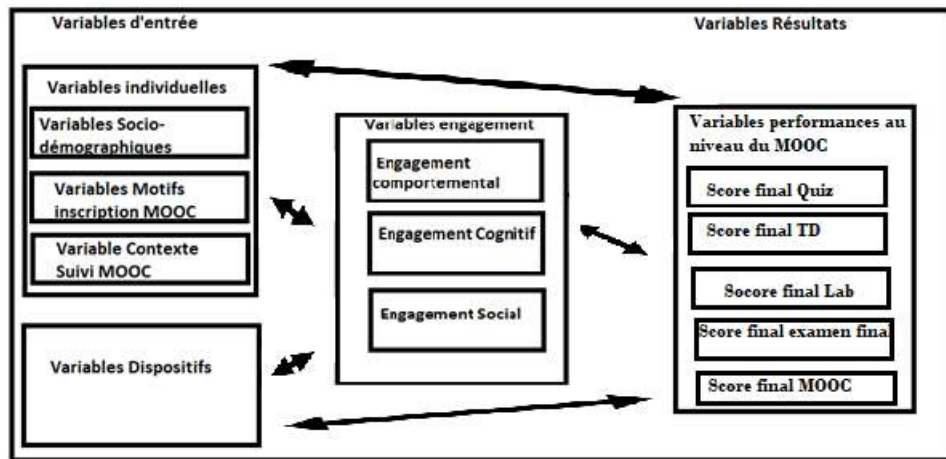 Variables d'entrée
Variables Résultats
Variables individuelles
Variables Socio-
démographiques
Variables Motifs
inscription MOOC
Variable Contexte
Suivi MOOC
Variables Dispositifs
Variables engagement
Engagement
comportemental
Engagement Cognitif
Engagement Social
Variables performances au
niveau du MOOC
Score final Quiz
Score final TD
Socore final Lab
Score final examen final
Score final MOOC